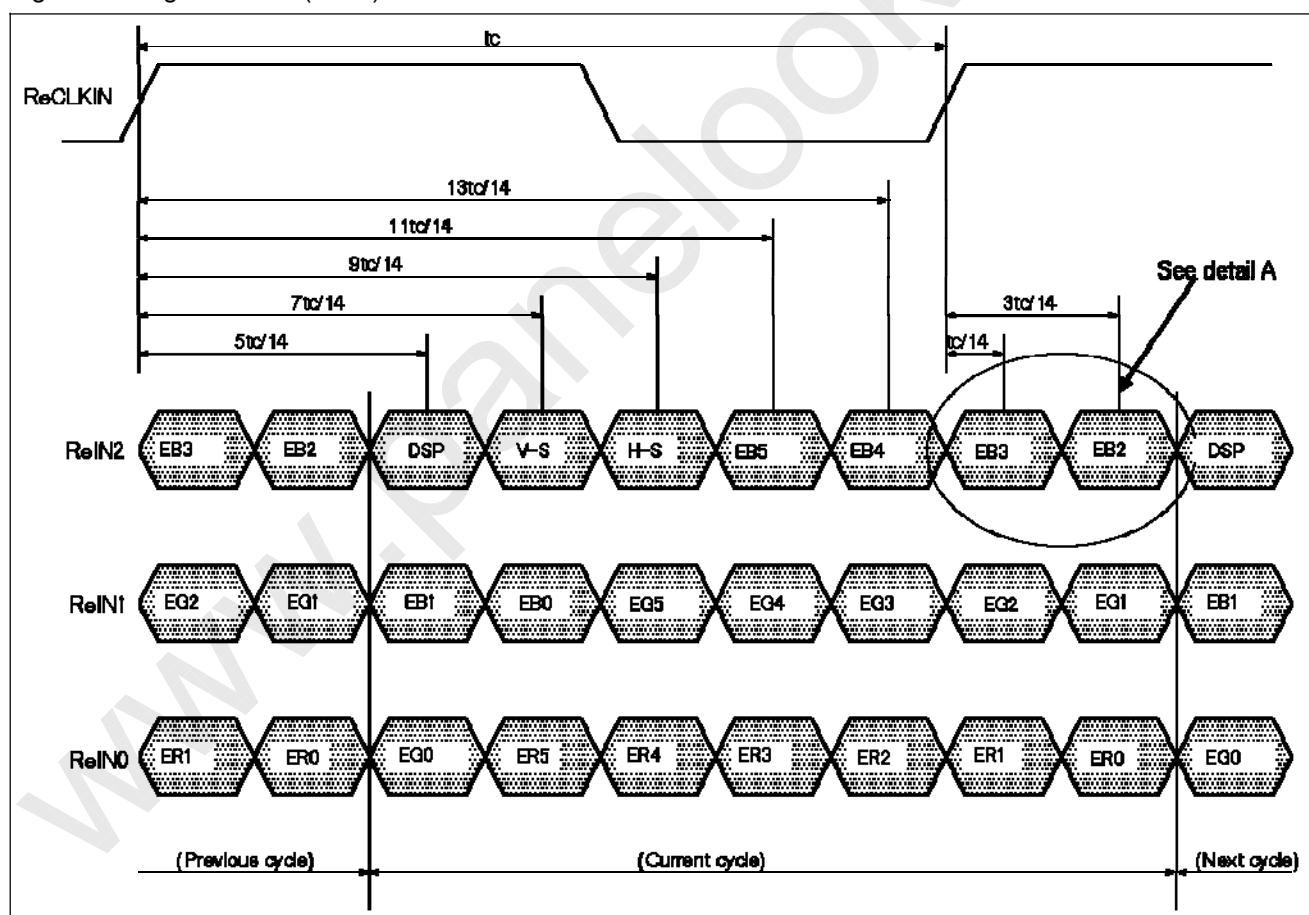 tc
ReCLKIN
13tc/14
11tc/14
9tc/14
7tc/14
5tc/14
See detail A
3tc/14
tc/14
ReIN2 EB3 EB2 DSP V-S H-S EB5 EB4 EB3 EB2 DSP
ReIN1 EG2 EG1 EB1 EB0 EG5 EG4 EG3 EG2 EG1 EB1
ReIN0 ER1 ER0 EG0 ER5 ER4 ER3 ER2 ER1 ER0 EG0
(Previous cycle) (Current cycle) (Next cycle)
www.panelook